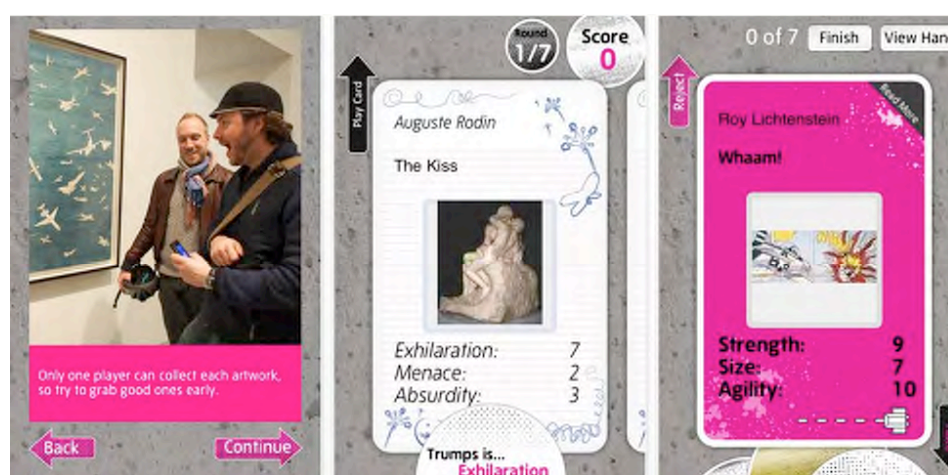 Only one player can collect each artwork,
so try to grab good ones early.
Back
Continue
Play Card
Round
1/7
Score
0
Auguste Rodin
The Kiss
Exhilaration: 7
Menace: 2
Absurdity: 3
Trumps is...
Exhilaration
0 of 7
Finish
View Han
Reject
Read More
Roy Lichtenstein
Whaam!
Strength: 9
Size: 7
Agility: 10